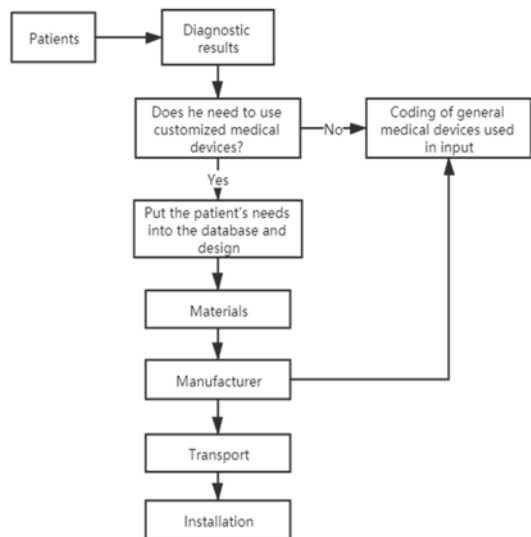 Patients
Diagnostic
results
Does he need to use
customized medical
devices?
No
Coding of general
medical devices used
in input
Yes
Put the patient's needs
into the database and
design
Materials
Manufacturer
Transport
Installation